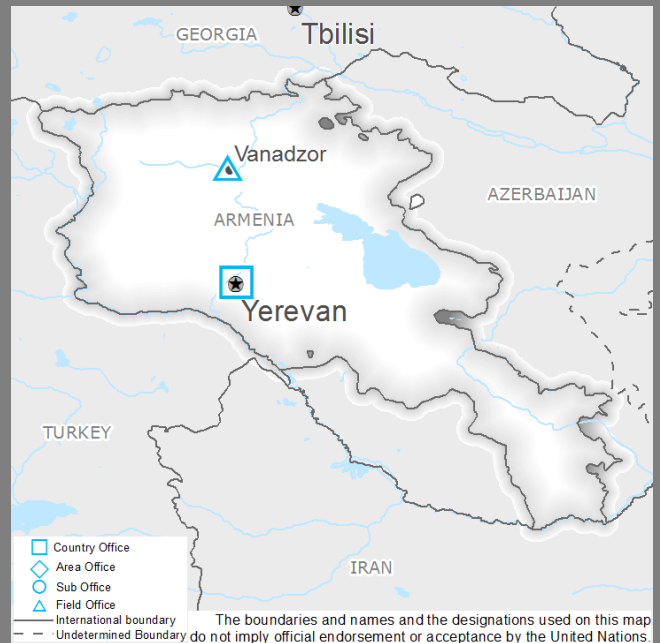 GEORGIA
Tbilisi
Vanadzor
AZERBAIJAN
ARMENIA
Yerevan
TURKEY
IRAN
Country Office
Area Office
Sub Office
Field Office
International boundary
Undetermined Boundary
The boundaries and names and the designations used on this map
do not imply official endorsement or acceptance by the United Nations.